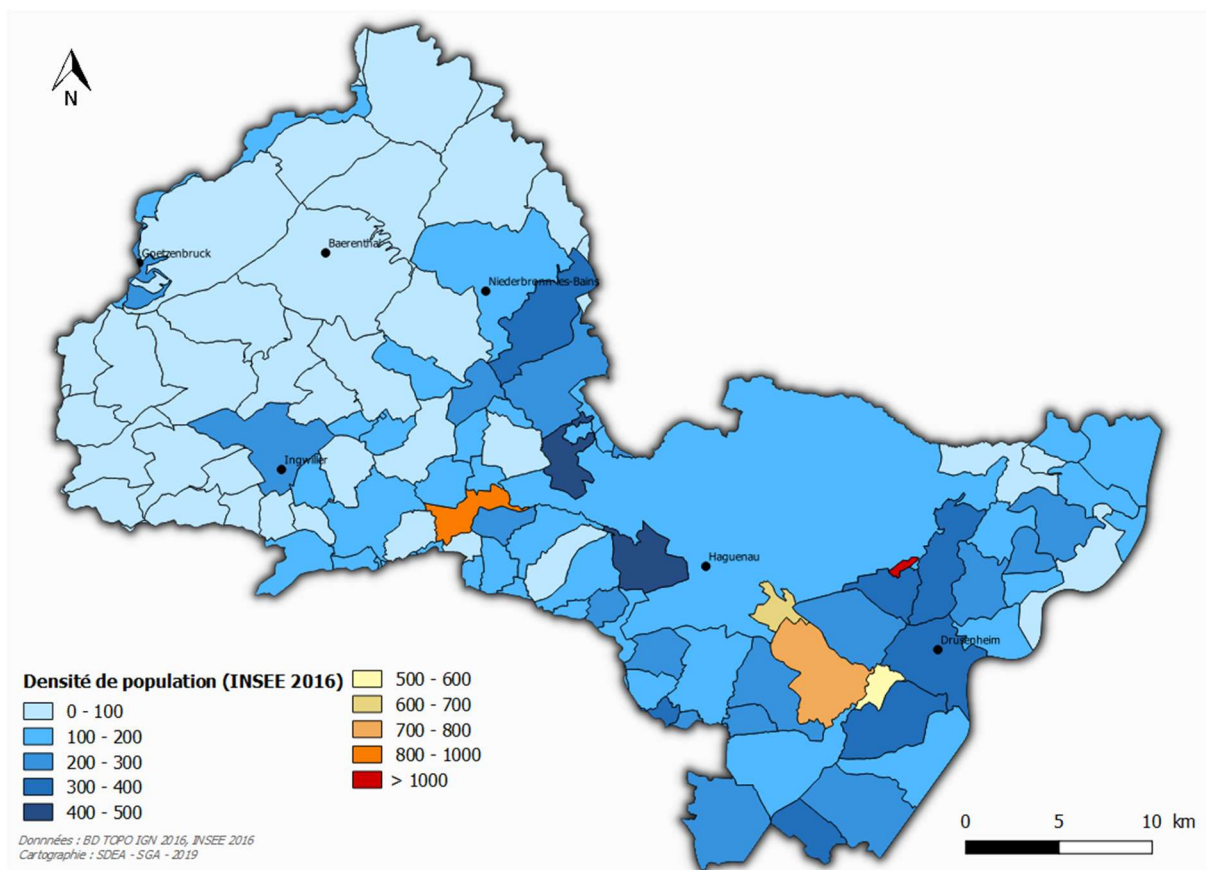 N
Goetzenbruck
Baerenthal
Niederbronn-les-Bains
Ingwiller
Haguenau
Drusenheim
Densité de population (INSEE 2016)
0 - 100
100 - 200
200 - 300
300 - 400
400 - 500
500 - 600
600 - 700
700 - 800
800 - 1000
> 1000
0 5 10 km
Donnnées : BD TOPO IGN 2016, INSEE 2016
Cartographie : SDEA - SGA - 2019